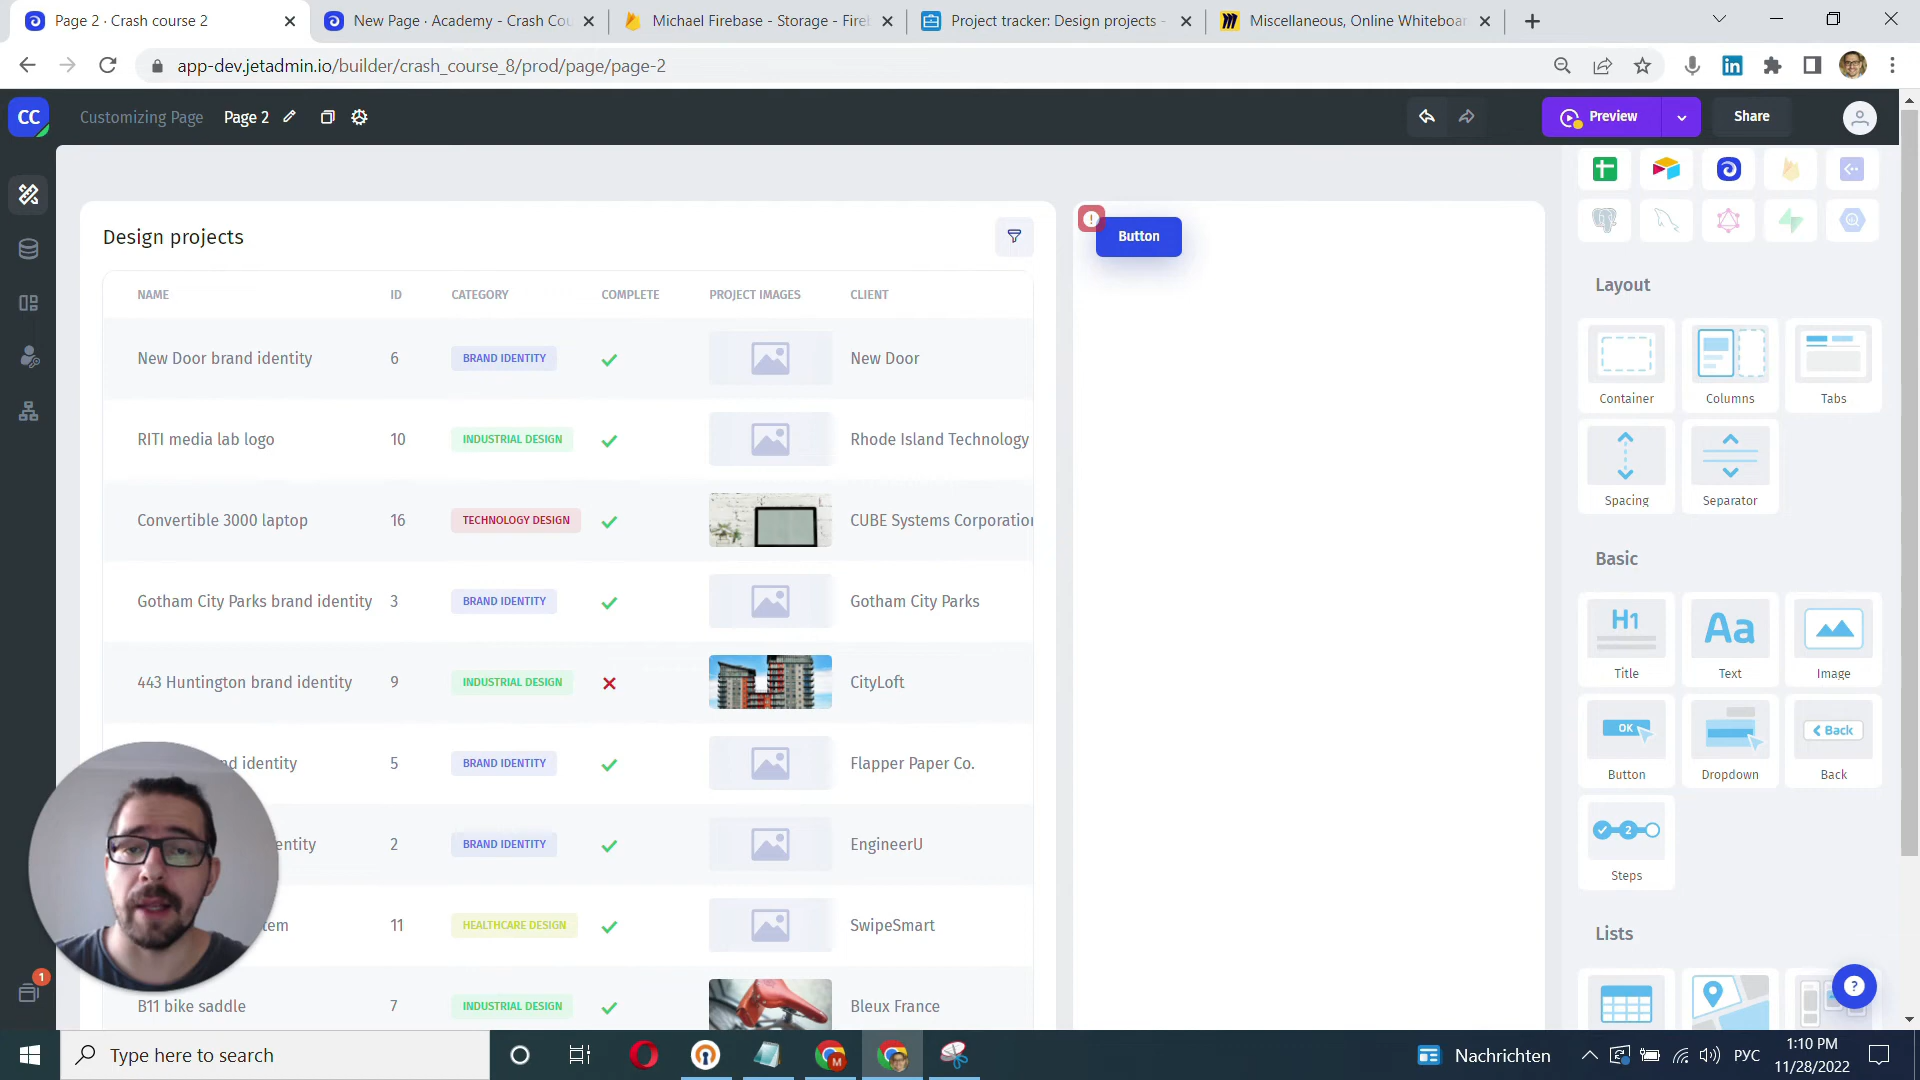 Page 2 · Crash course 2
New Page · Academy - Crash Cou
Michael Firebase - Storage - Fireb
Project tracker: Design projects -
Miscellaneous, Online Whiteboar
app-dev.jetadmin.io/builder/crash_course_8/prod/page/page-2
CC
Customizing Page
Page 2
Preview
Share
Design projects
NAME
ID
CATEGORY
COMPLETE
PROJECT IMAGES
CLIENT
New Door brand identity
6
BRAND IDENTITY
New Door
RITI media lab logo
10
INDUSTRIAL DESIGN
Rhode Island Technology
Convertible 3000 laptop
16
TECHNOLOGY DESIGN
CUBE Systems Corporation
Gotham City Parks brand identity
3
BRAND IDENTITY
Gotham City Parks
443 Huntington brand identity
9
INDUSTRIAL DESIGN
CityLoft
identity
5
BRAND IDENTITY
Flapper Paper Co.
2
BRAND IDENTITY
EngineerU
11
HEALTHCARE DESIGN
SwipeSmart
B11 bike saddle
7
INDUSTRIAL DESIGN
Bleux France
Button
Layout
Container
Columns
Tabs
Spacing
Separator
Basic
H1
Title
Aa
Text
Image
OK
Button
Dropdown
Back
Back
2
Steps
Lists
?
1
Type here to search
M
Nachrichten
РУС
1:10 PM
11/28/2022